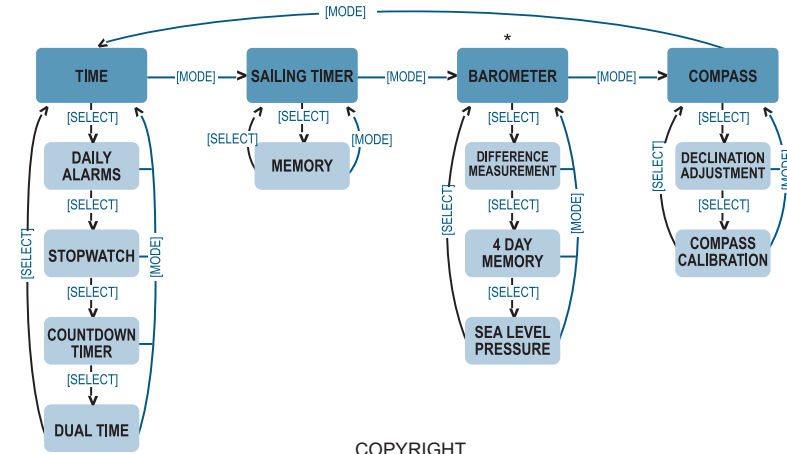 [MODE]
*
TIME
[MODE]
SAILING TIMER
[MODE]
BAROMETER
[MODE]
COMPASS
[SELECT]
[SELECT]
[SELECT]
[SELECT]
[SELECT]
[MODE]
DAILY
ALARMS
MEMORY
DIFFERENCE
MEASUREMENT
DECLINATION
ADJUSTMENT
[SELECT]
[MODE]
[SELECT]
[SELECT]
[SELECT]
[SELECT]
[MODE]
STOPWATCH
4 DAY
MEMORY
COMPASS
CALIBRATION
[SELECT]
[MODE]
[SELECT]
[SELECT]
COUNTDOWN
TIMER
SEA LEVEL
PRESSURE
[SELECT]
DUAL TIME
COPYRIGHT